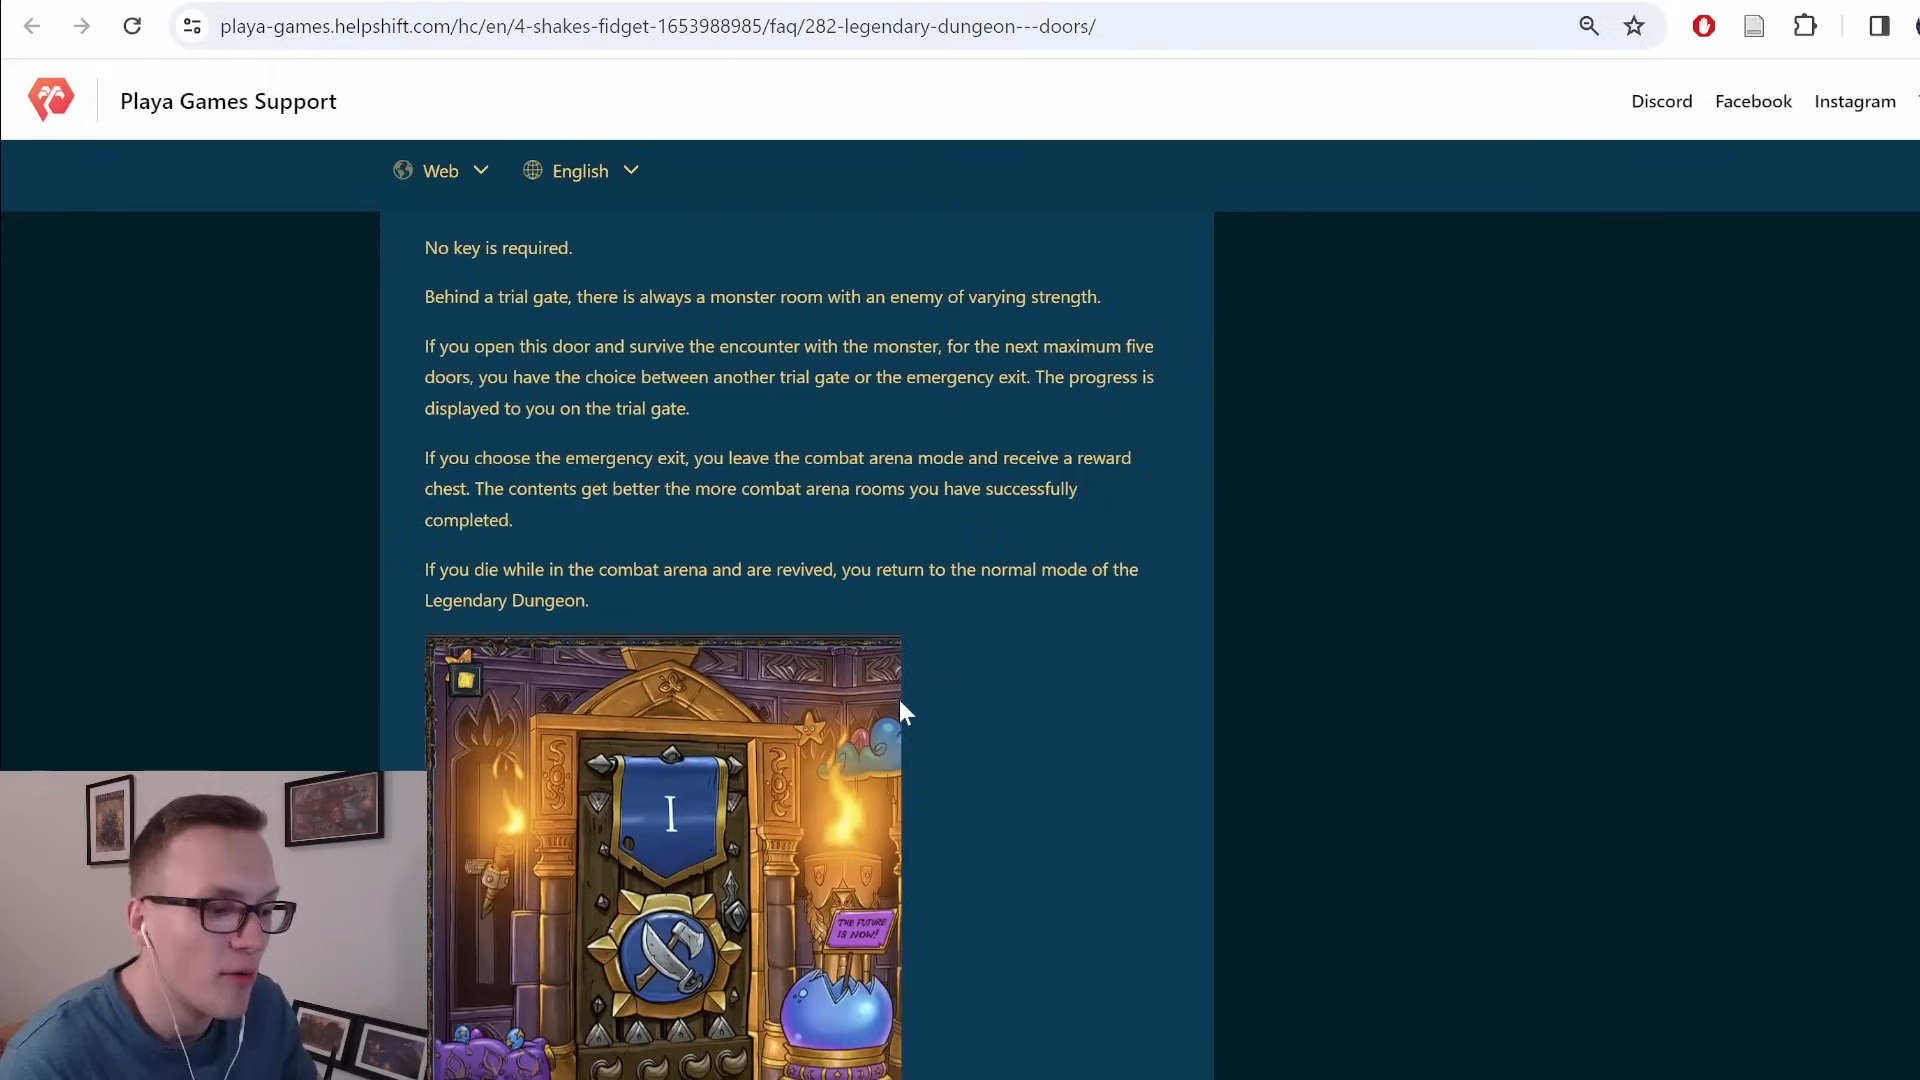 playa-games.helpshift.com/hc/en/4-shakes-fidget-1653988985/faq/282-legendary-dungeon---doors/
Playa Games Support
Discord Facebook Instagram
Web English
No key is required.
Behind a trial gate, there is always a monster room with an enemy of varying strength.
If you open this door and survive the encounter with the monster, for the next maximum five
doors, you have the choice between another trial gate or the emergency exit. The progress is
displayed to you on the trial gate.
If you choose the emergency exit, you leave the combat arena mode and receive a reward
chest. The contents get better the more combat arena rooms you have successfully
completed.
If you die while in the combat arena and are revived, you return to the normal mode of the
Legendary Dungeon.
I
THE FUTURE
IS NOW!